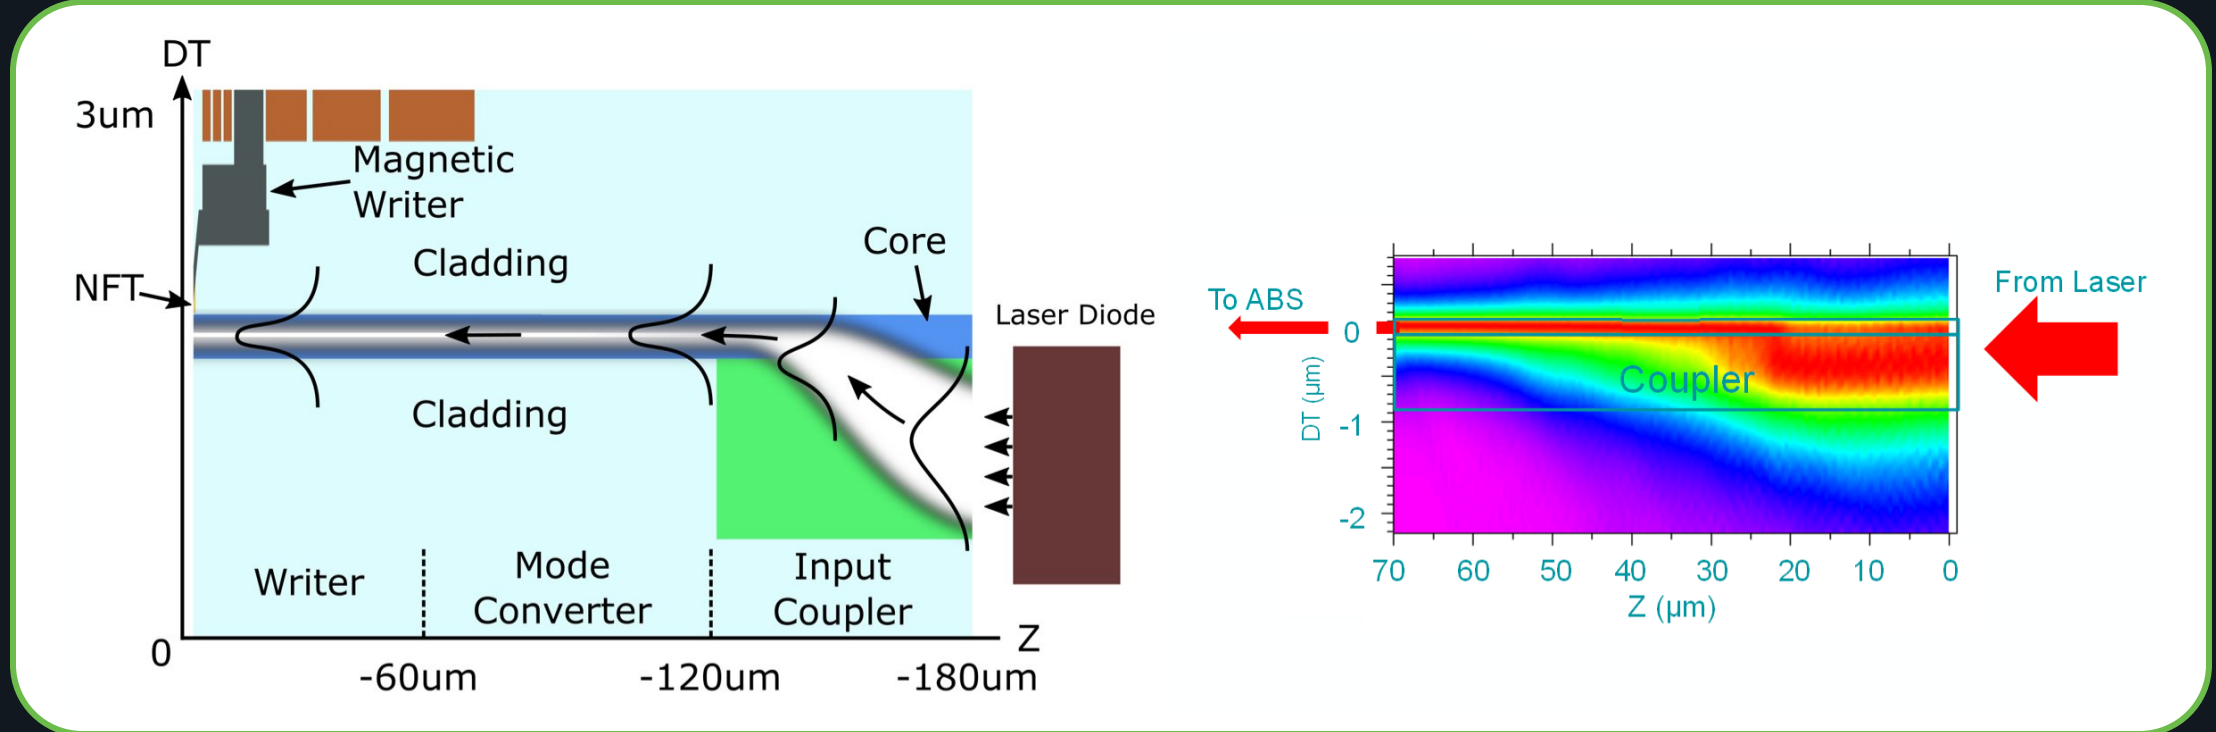 DT
3um
Magnetic
Writer
Cladding
Core
NFT
Laser Diode
Cladding
Writer
Mode
Converter
Input
Coupler
0
Z
-60um
-120um
-180um
To ABS
From Laser
0
Coupler
DT (µm)
-1
-2
70 60 50 40 30 20 10 0
Z (µm)